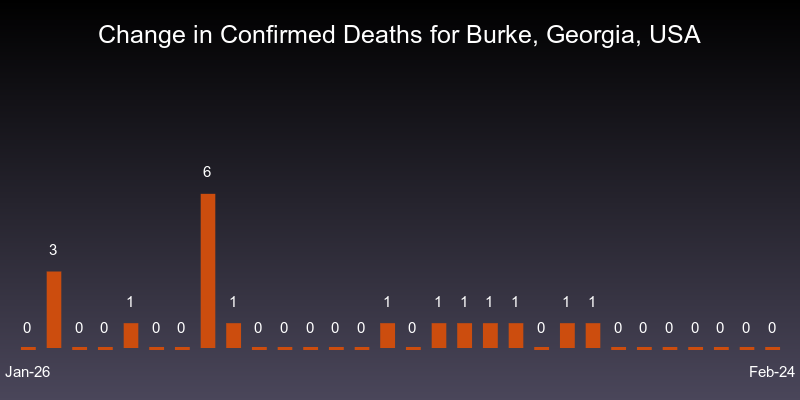 Change in Confirmed Deaths for Burke, Georgia, USA
6
3
1 1 1 1 1 1 1 1 1
0 0 0 0 0 0 0 0 0 0 0 0 0 0 0 0 0 0 0
Jan-26 Feb-24